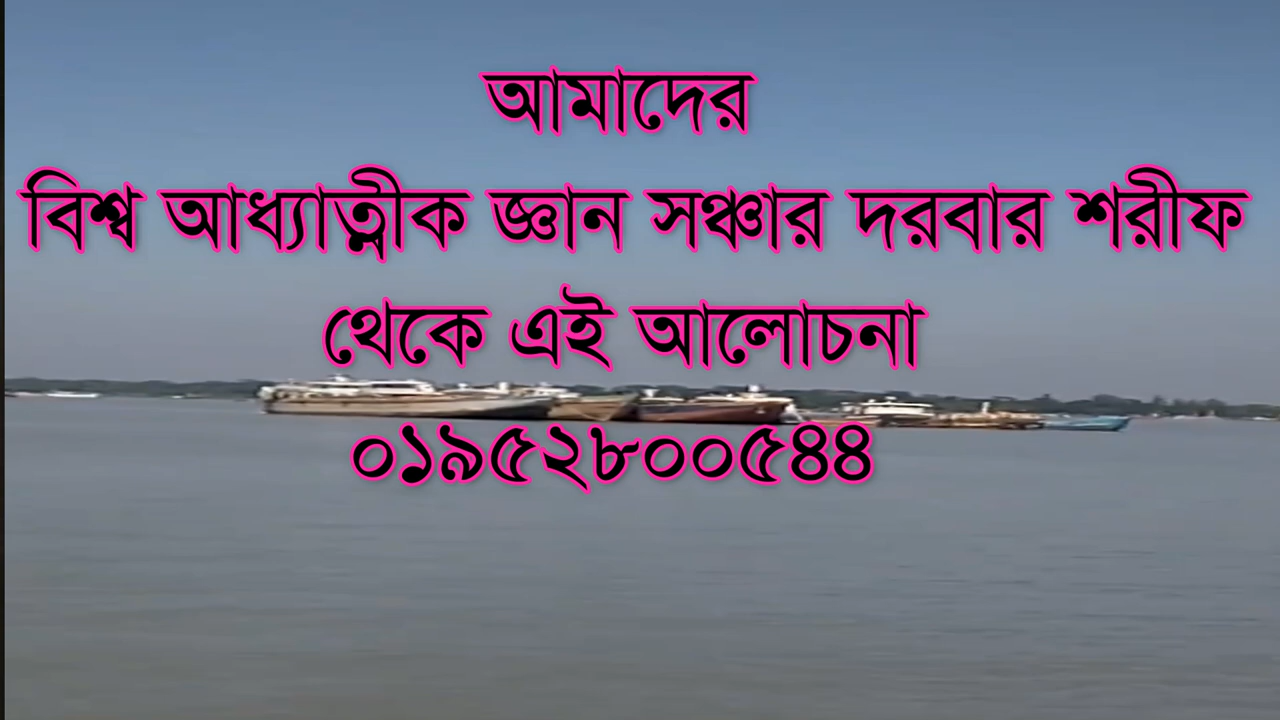 আমাদের
বিশ্ব আধ্যাত্নীক জ্ঞান সঞ্চার দরবার শরীফ
থেকে এই আলোচনা
০১৯৫২৮০০৫৪৪